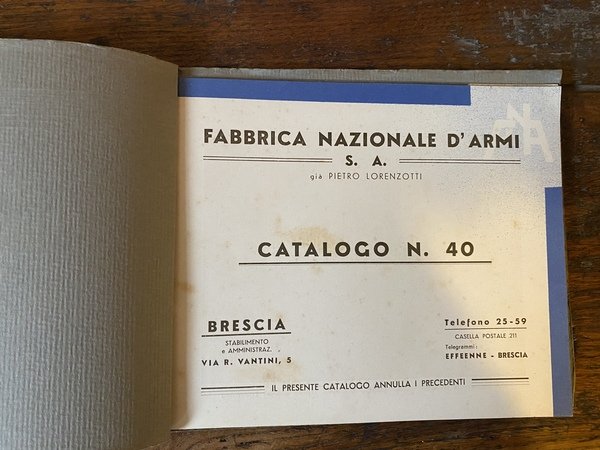 FNA
FABBRICA NAZIONALE D'ARMI
S. A.
già PIETRO LORENZOTTI
CATALOGO N. 40
BRESCIA
STABILIMENTO
e AMMINISTRAZ.
VIA R. VANTINI, 5
Telefono 25-59
CASELLA POSTALE 211
Telegrammi:
EFFEENNE - BRESCIA
IL PRESENTE CATALOGO ANNULLA I PRECEDENTI